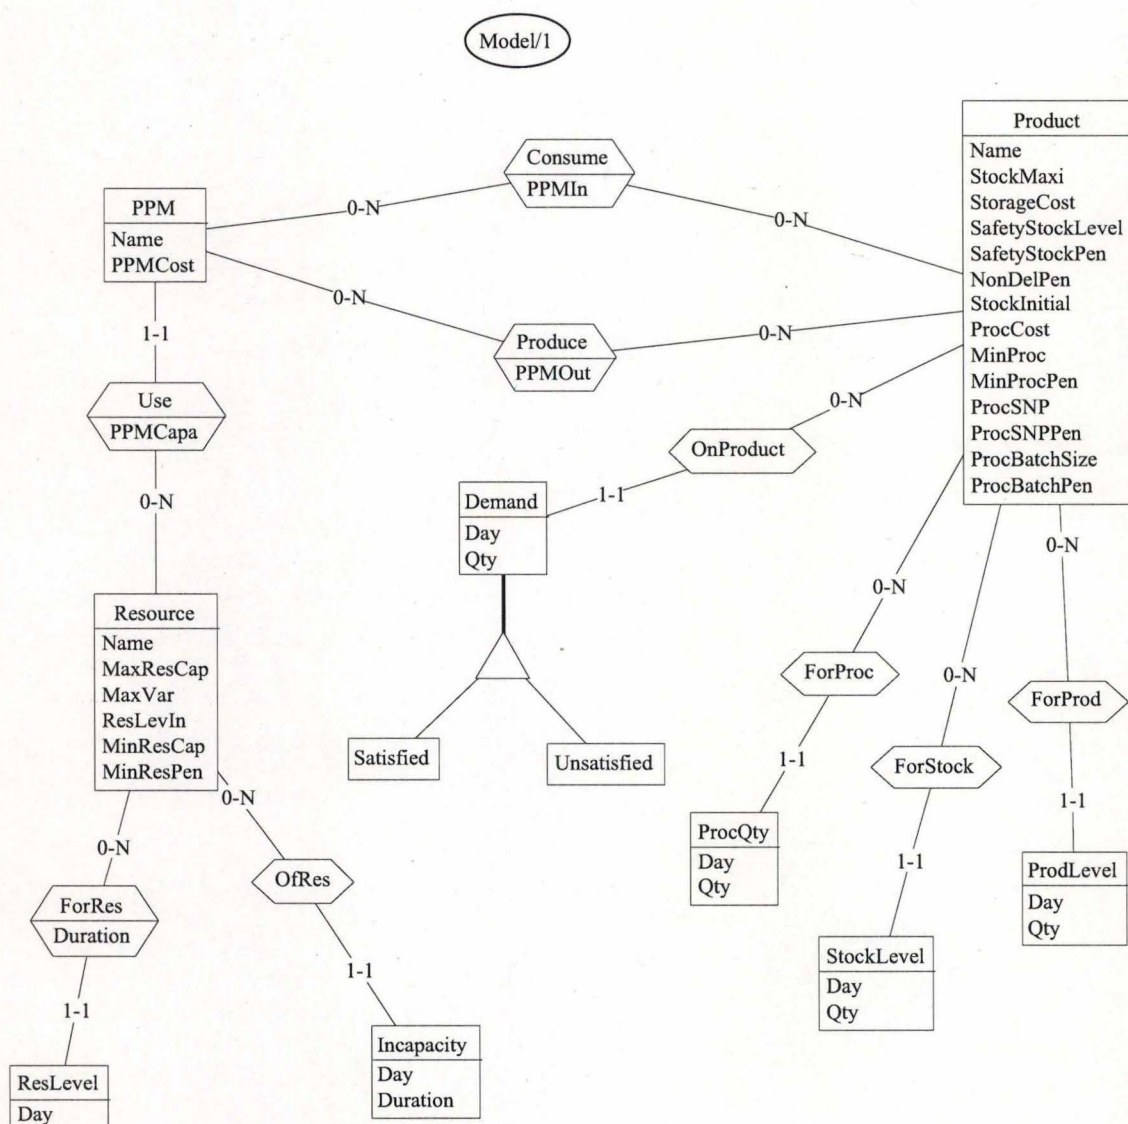 Model/1
Product
Name
StockMaxi
StorageCost
SafetyStockLevel
SafetyStockPen
NonDelPen
StockInitial
ProcCost
MinProc
MinProcPen
ProcSNP
ProcSNPPen
ProcBatchSize
ProcBatchPen
Consume
PPMIn
0-N
0-N
PPM
Name
PPMCost
0-N
0-N
Produce
PPMOut
1-1
Use
PPMCapa
0-N
0-N
OnProduct
1-1
Demand
Day
Qty
Satisfied
Unsatisfied
Resource
Name
MaxResCap
MaxVar
ResLevIn
MinResCap
MinResPen
0-N
ForProc
1-1
ProcQty
Day
Qty
0-N
ForStock
1-1
StockLevel
Day
Qty
0-N
ForProd
1-1
ProdLevel
Day
Qty
0-N
ForRes
Duration
1-1
ResLevel
Day
0-N
OfRes
1-1
Incapacity
Day
Duration